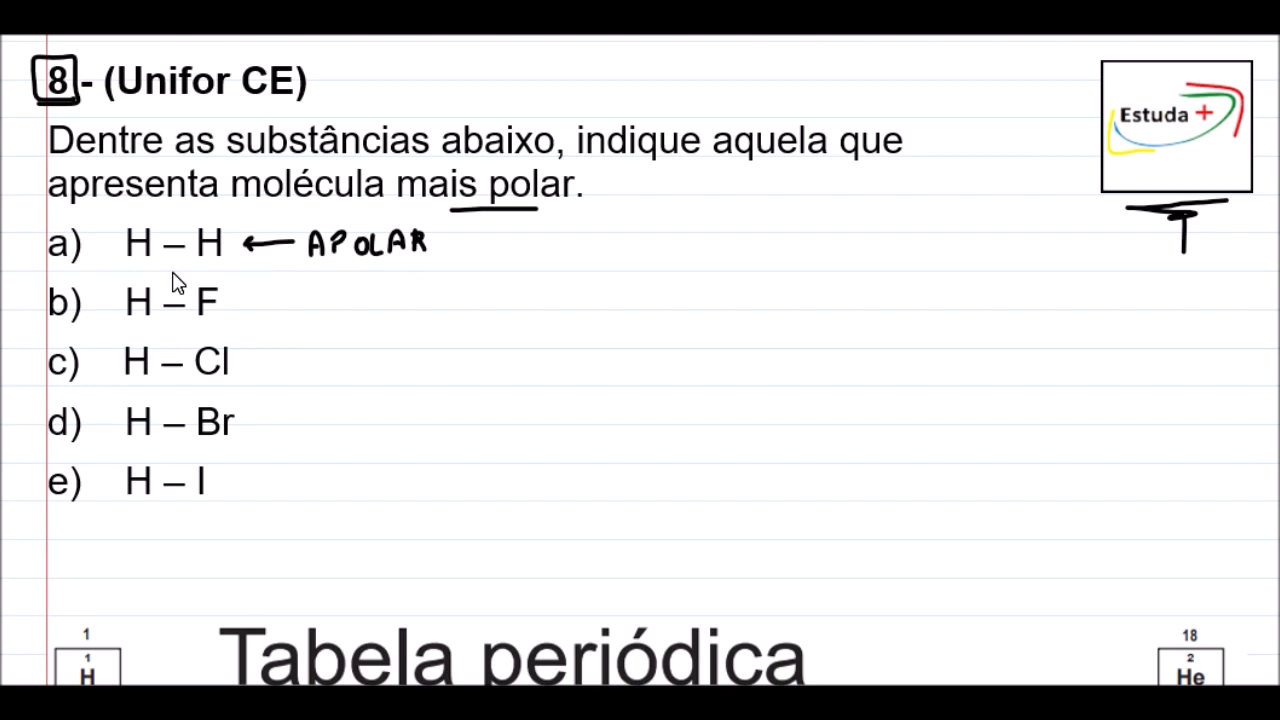 8- (Unifor CE)
Estuda +
Dentre as substâncias abaixo, indique aquela que
apresenta molécula mais polar.
a) H – H ← APOLAR
b) H – F
c) H – Cl
d) H – Br
e) H – I
1
18
Tabela periódica
1
2
H
He